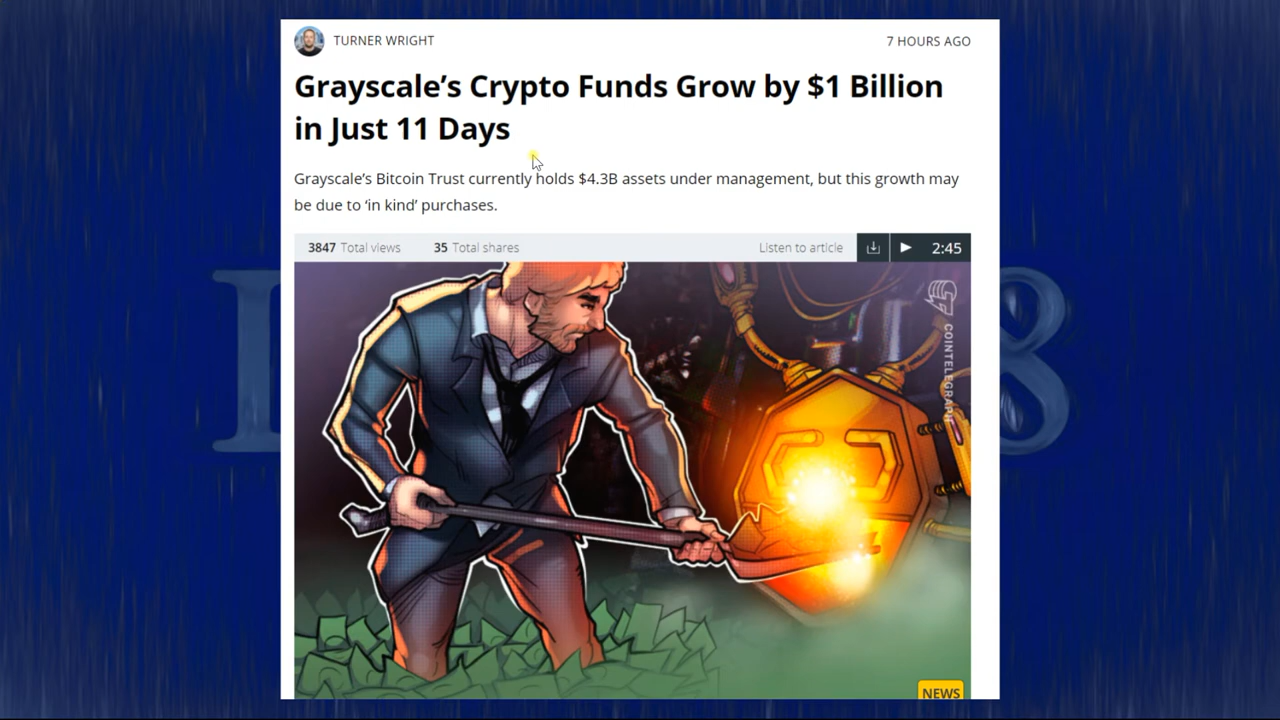 TURNER WRIGHT
7 HOURS AGO
Grayscale’s Crypto Funds Grow by $1 Billion
in Just 11 Days
Grayscale’s Bitcoin Trust currently holds $4.3B assets under management, but this growth may
be due to ‘in kind’ purchases.
3847 Total views 35 Total shares Listen to article 2:45
COINTELEGRAPH
NEWS